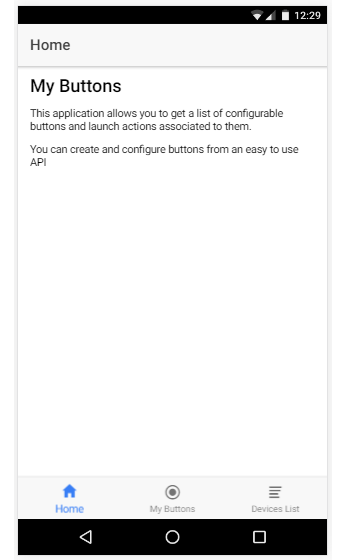 12:29
Home
My Buttons
This application allows you to get a list of configurable
buttons and launch actions associated to them.
You can create and configure buttons from an easy to use
API
Home
My Buttons
Devices List